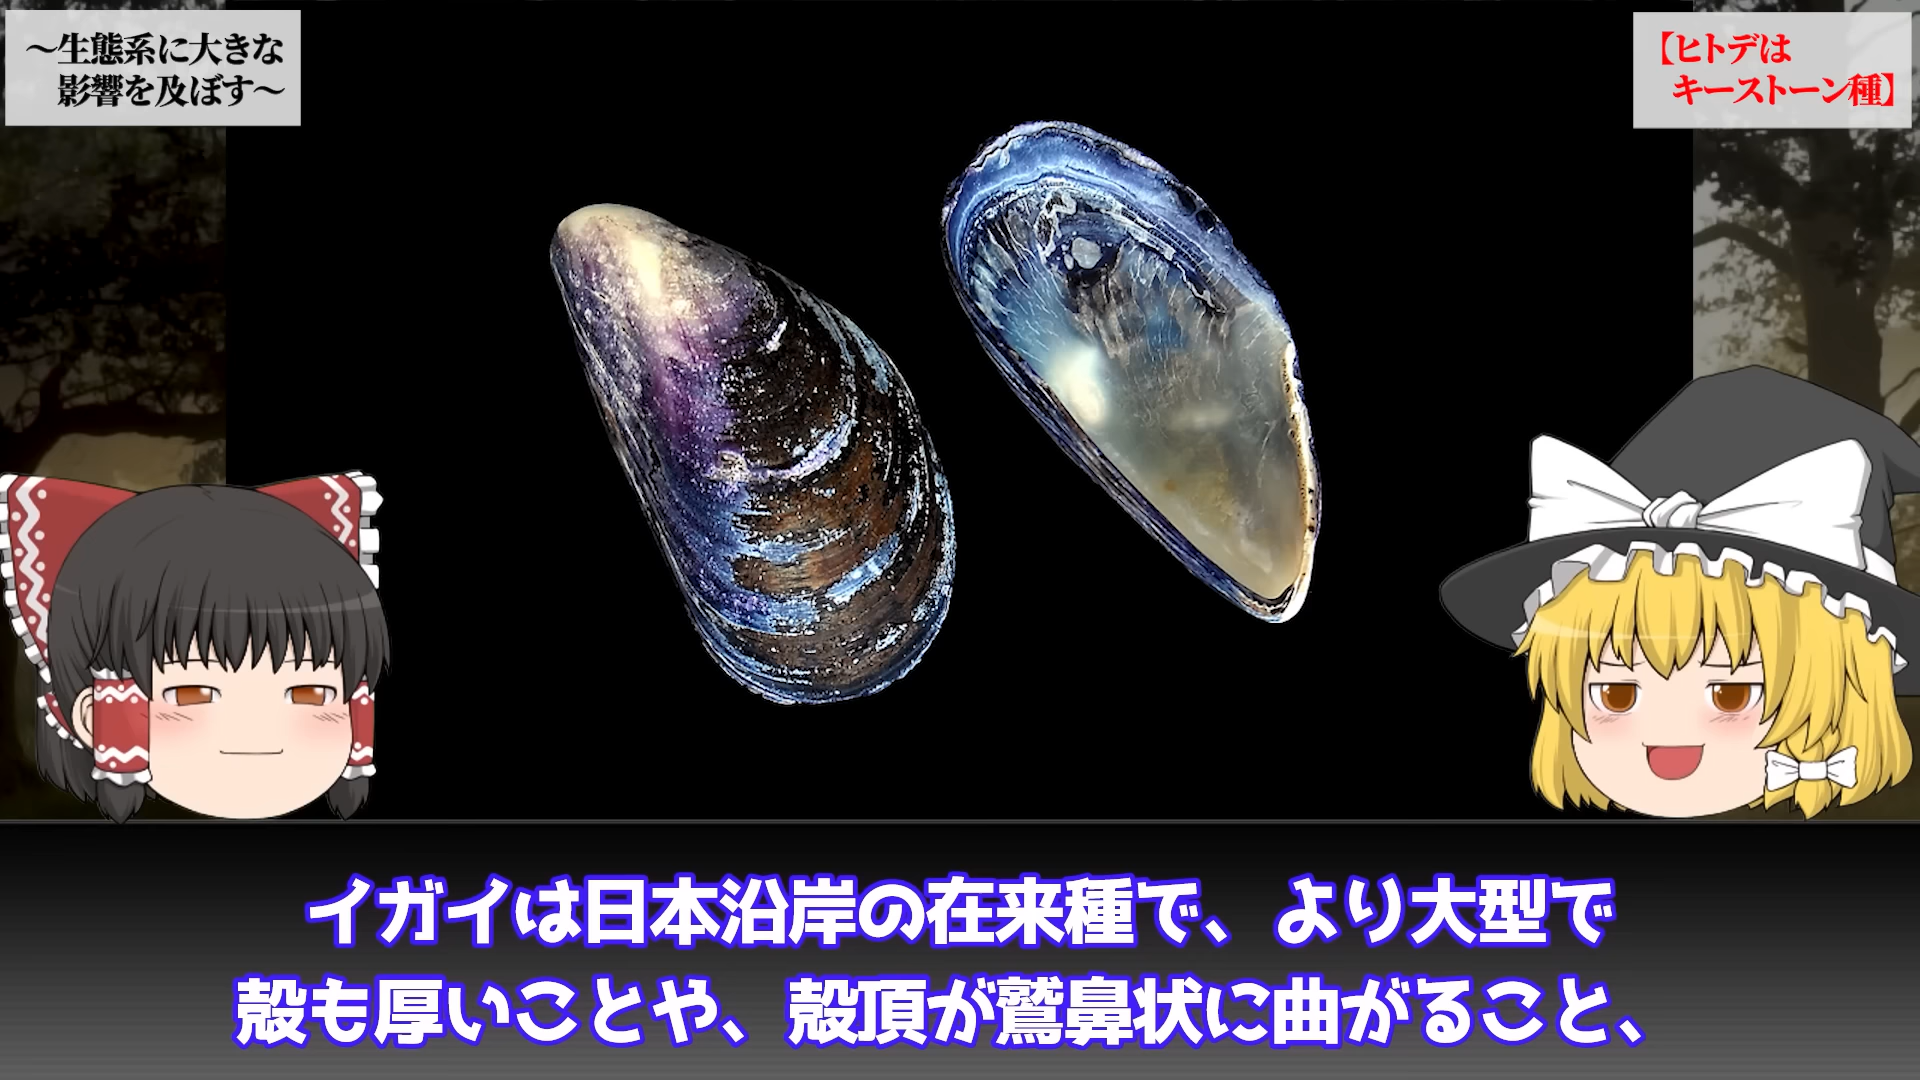 ～生態系に大きな
影響を及ぼす～
【ヒトデは
キーストーン種】
イガイは日本沿岸の在来種で、より大型で
殻も厚いことや、殻頂が鷲鼻状に曲がること、